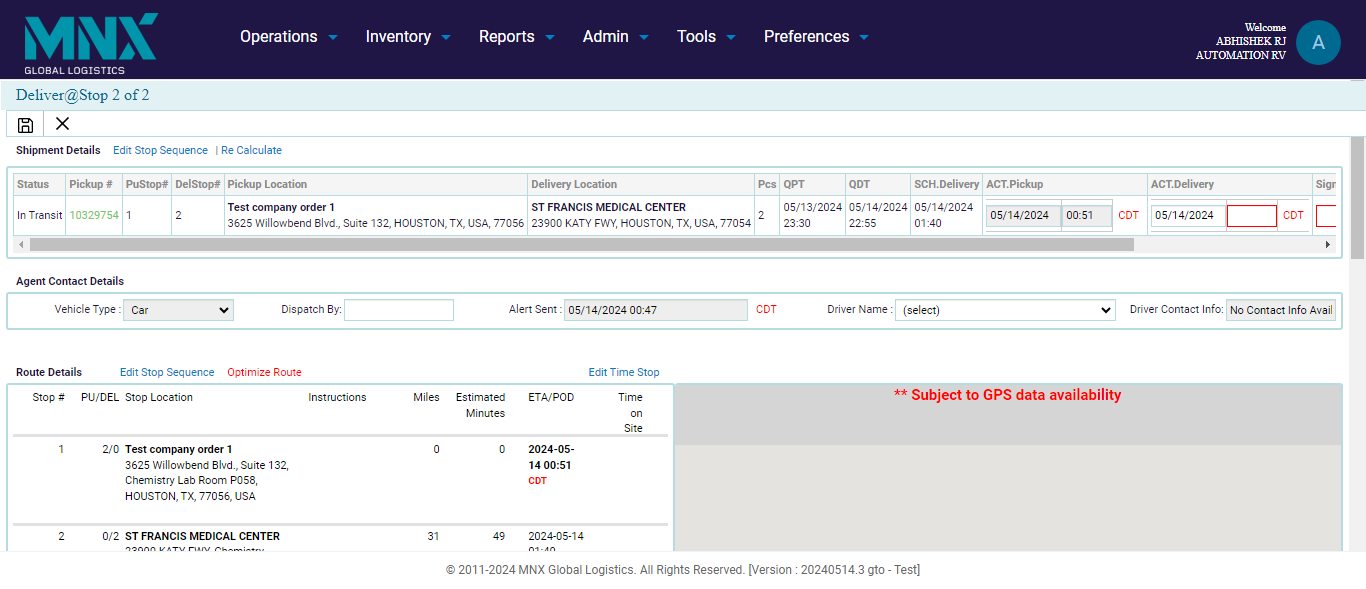 MNX
GLOBAL LOGISTICS
Operations Inventory Reports Admin Tools Preferences
Welcome
ABHISHEK RJ
AUTOMATION RV
A
Deliver@Stop 2 of 2
Shipment Details Edit Stop Sequence | Re Calculate
Status Pickup # PuStop# DelStop# Pickup Location Delivery Location Pcs QPT QDT SCH.Delivery ACT.Pickup ACT.Delivery Sign
In Transit 10329754 1 2 Test company order 1 3625 Willowbend Blvd., Suite 132, HOUSTON, TX, USA, 77056 ST FRANCIS MEDICAL CENTER 23900 KATY FWY, HOUSTON, TX, USA, 77054 2 05/13/2024 23:30 05/14/2024 22:55 05/14/2024 01:40 05/14/2024 00:51 CDT 05/14/2024 CDT
Agent Contact Details
Vehicle Type : Car Dispatch By: Alert Sent : 05/14/2024 00:47 CDT Driver Name : (select) Driver Contact Info: No Contact Info Avail
Route Details Edit Stop Sequence Optimize Route Edit Time Stop
Stop # PU/DEL Stop Location Instructions Miles Estimated Minutes ETA/POD Time on Site
1 2/0 Test company order 1 0 0 2024-05-
3625 Willowbend Blvd., Suite 132, 14 00:51
Chemistry Lab Room P058, CDT
HOUSTON, TX, 77056, USA
2 0/2 ST FRANCIS MEDICAL CENTER 31 49 2024-05-14
23900 KATY FWY, Chemistry 01:40
** Subject to GPS data availability
© 2011-2024 MNX Global Logistics. All Rights Reserved. [Version : 20240514.3 gto - Test]